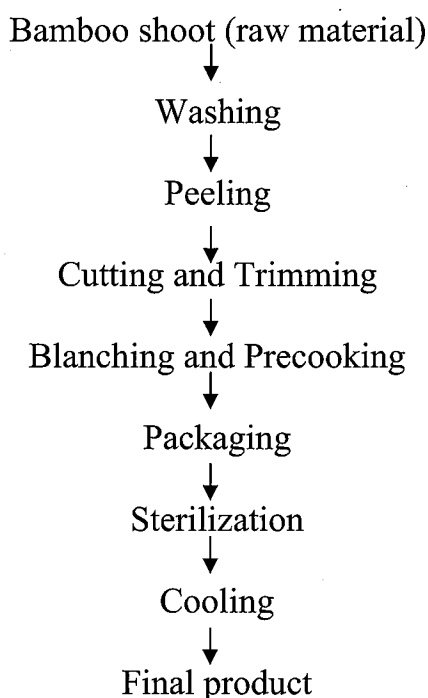 Bamboo shoot (raw material)
Washing
Peeling
Cutting and Trimming
Blanching and Precooking
Packaging
Sterilization
Cooling
Final product